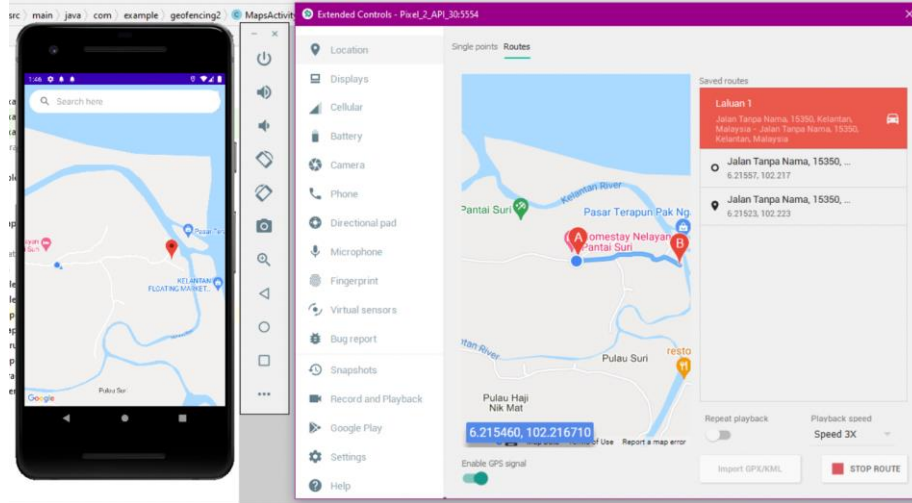 src main java com example geofencing2 MapsActivity
1:46
Search here
KELANTAN
FLOATING MARKET...
Pulau Suri
Google
Extended Controls - Pixel_2_API_30:5554
Location
Displays
Cellular
Battery
Camera
Phone
Directional pad
Microphone
Fingerprint
Virtual sensors
Bug report
Snapshots
Record and Playback
Google Play
Settings
Help
Single points Routes
Kelantan River
Pantai Suri
Pasar Terapun Pak Ng
A
B
Homestay Nelayan
Pantai Suri
resto
Pulau Suri
Pulau Haji
Nik Mat
6.215460, 102.216710
Terms of Use Report a map error
Enable GPS signal
Saved routes
Laluan 1
Jalan Tanpa Nama, 15350, Kelantan,
Malaysia - Jalan Tanpa Nama, 15350,
Kelantan, Malaysia
Jalan Tanpa Nama, 15350, ...
6.21557, 102.217
Jalan Tanpa Nama, 15350, ...
6.21523, 102.223
Repeat playback
Playback speed
Speed 3X
Import GPX/KML
STOP ROUTE